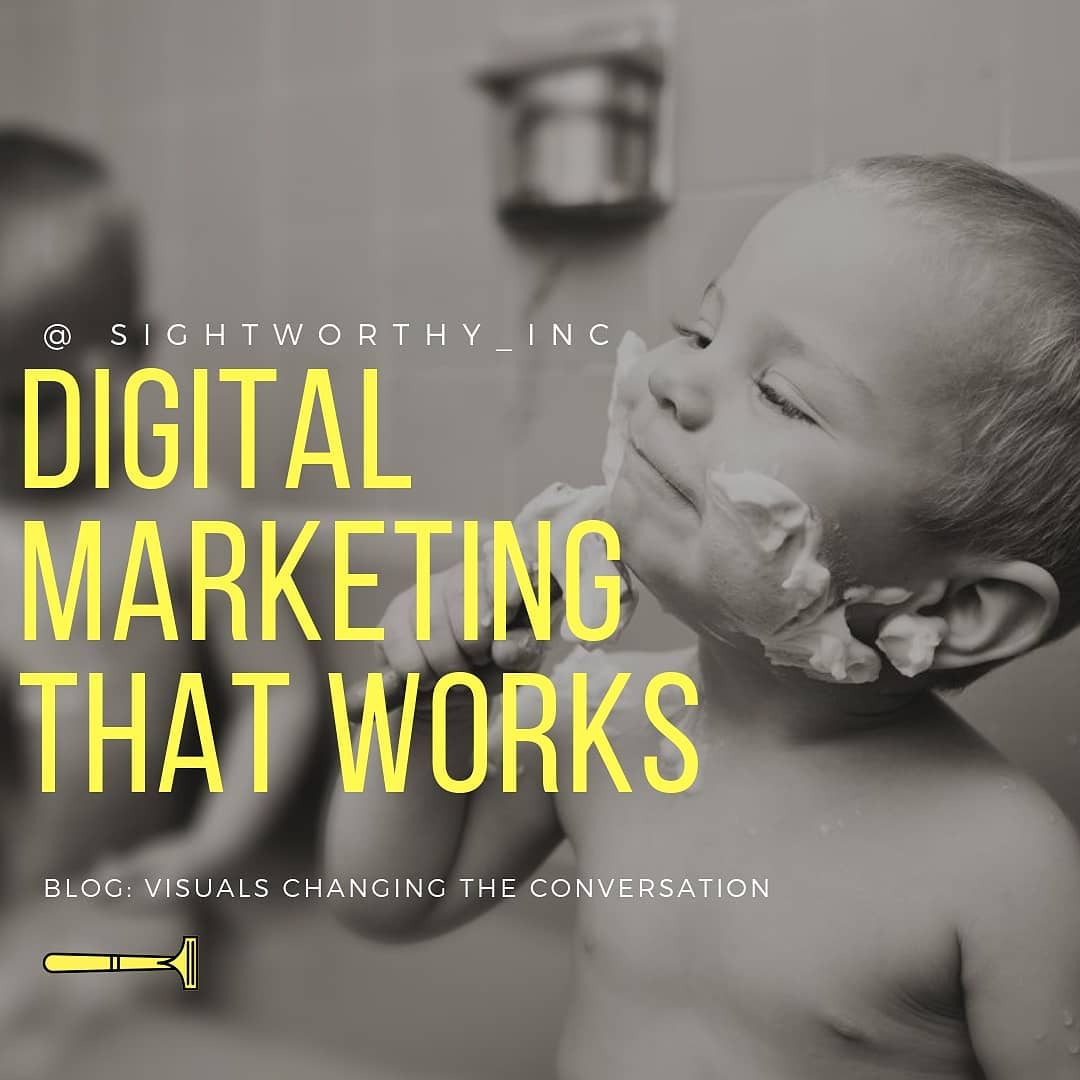 @ SIGHTWORTHY_INC
DIGITAL
MARKETING
THAT WORKS
BLOG: VISUALS CHANGING THE CONVERSATION